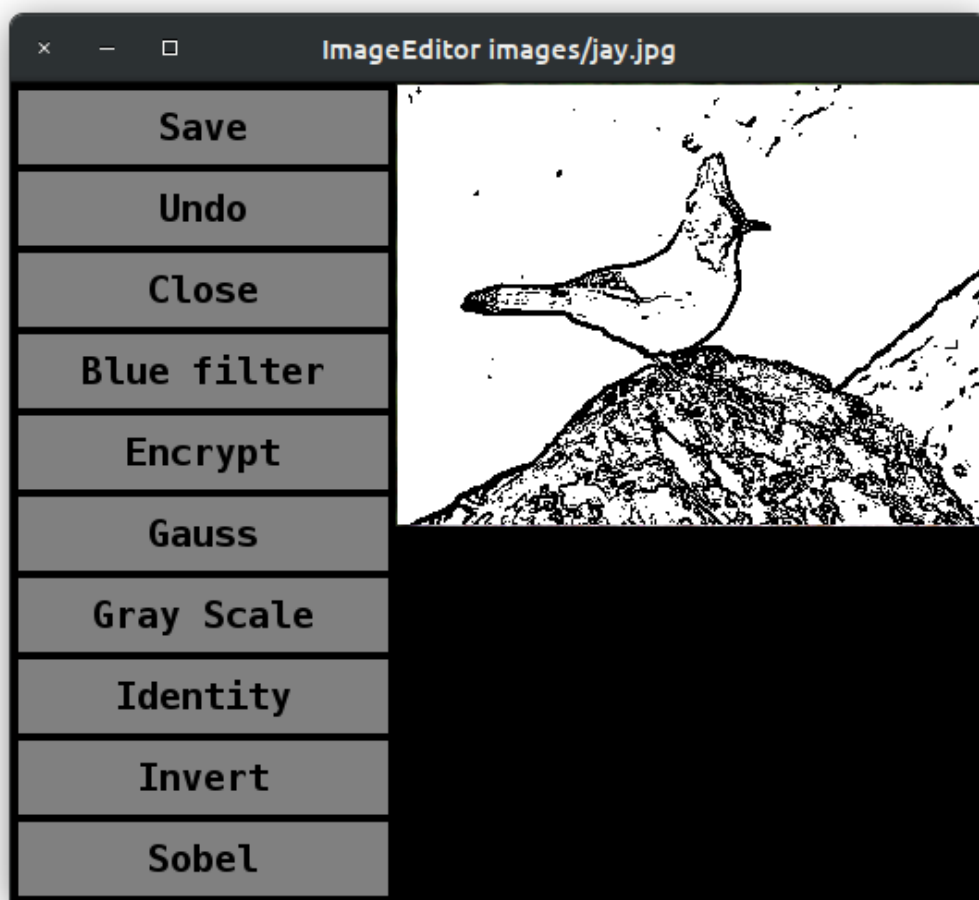 ImageEditor images/jay.jpg
Save
Undo
Close
Blue filter
Encrypt
Gauss
Gray Scale
Identity
Invert
Sobel